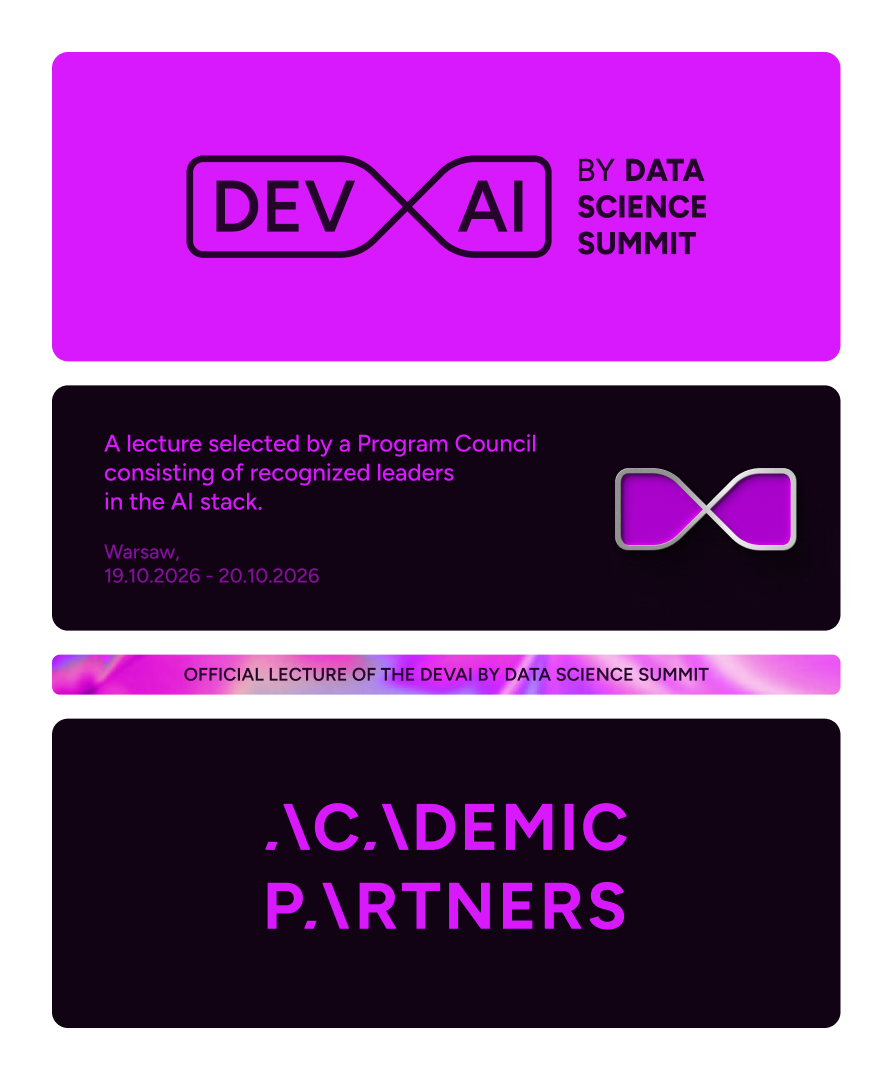 DEV AI
BY DATA
SCIENCE
SUMMIT
A lecture selected by a Program Council
consisting of recognized leaders
in the AI stack.
Warsaw,
19.10.2026 - 20.10.2026
OFFICIAL LECTURE OF THE DEVAI BY DATA SCIENCE SUMMIT
ACADEMIC
PARTNERS